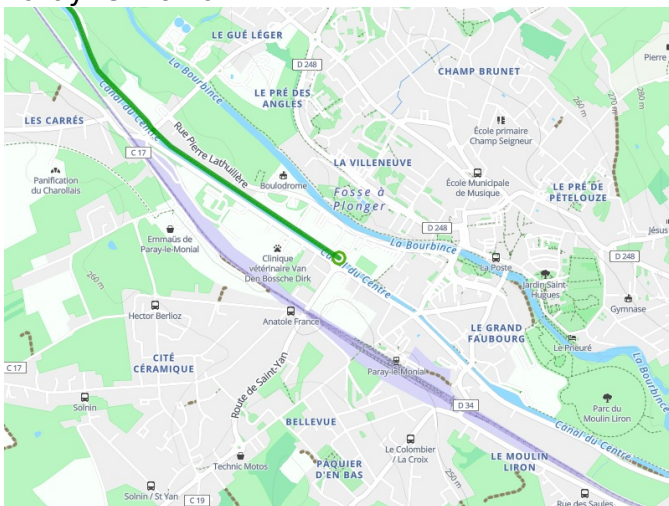 LE GUÉ LÉGER
La Bourbince
D 248
Pierre
CHAMP BRUNET
LE PRÉ DES
ANGLES
280 m
270 m
260 m
Canal du Centre
LES CARRÉS
Rue Pierre Lathuillière
École primaire
Champ Seigneur
C 17
LA VILLENEUVE
Panification
du Charollais
Boulodrome
Fosse à
Plonger
École Municipale
de Musique
LE PRÉ DE
PÉTELOUZE
D 248
Jésus
Emmaüs de
Paray-le-Monial
La Bourbince
D 248
Clinique
vétérinaire Van
Den Bossche Dirk
Canal du Centre
La Poste
260 m
Jardin Saint-
Hugues
Gymnase
Hector Berlioz
Anatole France
LE GRAND
FAUBOURG
Le Prieuré
CITÉ
CÉRAMIQUE
C 17
Paray-le-Monial
La Bourbince
Route de Saint-Yan
Solnin
D 34
Parc du
Moulin Liron
BELLEVUE
Canal du Centre
Le Colombier
/ La Croix
LE MOULIN
LIRON
Technic Motos
PÂQUIER
D'EN BAS
250 m
Solnin / St Yan
C 19
Rue des Saules